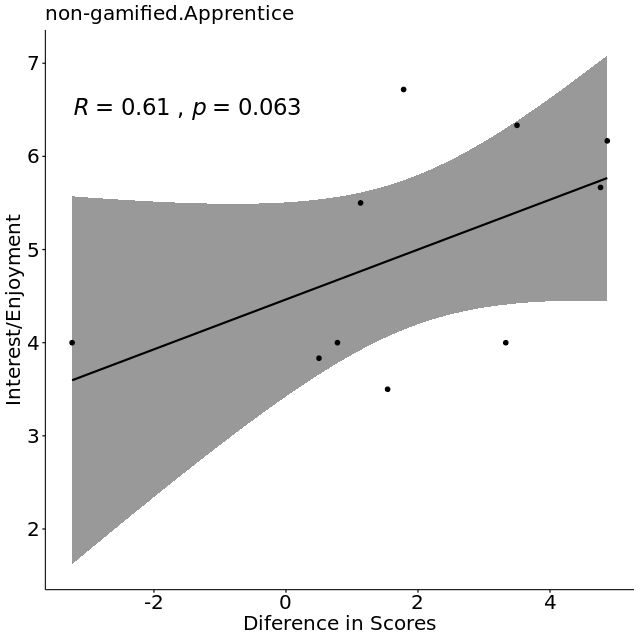 non-gamified.Apprentice
R = 0.61 , p = 0.063
7
6
5
4
3
2
Interest/Enjoyment
-2 0 2 4
Diference in Scores